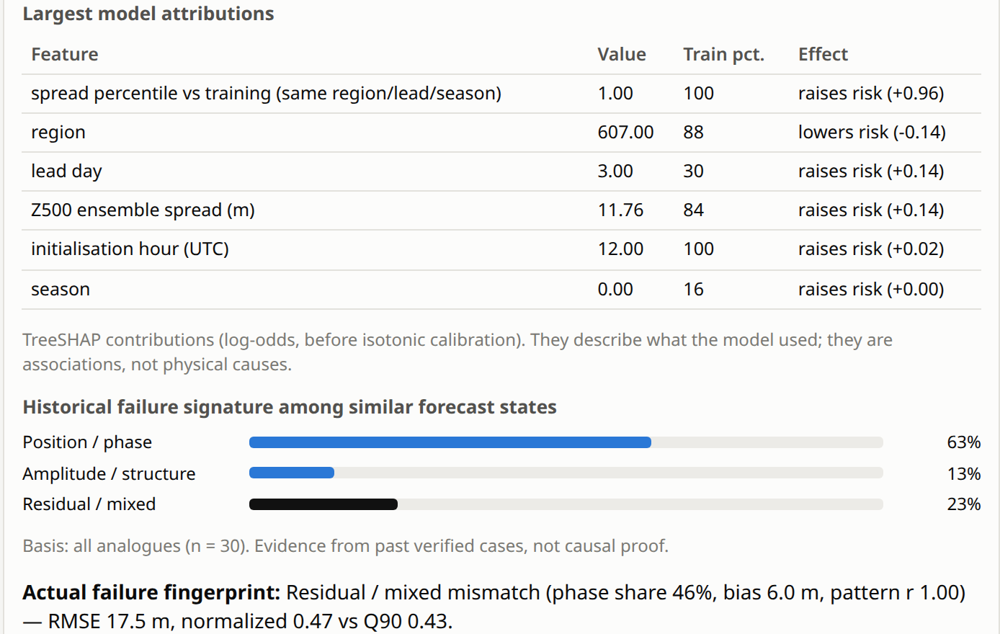 Largest model attributions
Feature Value Train pct. Effect
spread percentile vs training (same region/lead/season) 1.00 100 raises risk (+0.96)
region 607.00 88 lowers risk (-0.14)
lead day 3.00 30 raises risk (+0.14)
Z500 ensemble spread (m) 11.76 84 raises risk (+0.14)
initialisation hour (UTC) 12.00 100 raises risk (+0.02)
season 0.00 16 raises risk (+0.00)
TreeSHAP contributions (log-odds, before isotonic calibration). They describe what the model used; they are
associations, not physical causes.
Historical failure signature among similar forecast states
Position / phase 63%
Amplitude / structure 13%
Residual / mixed 23%
Basis: all analogues (n = 30). Evidence from past verified cases, not causal proof.
Actual failure fingerprint: Residual / mixed mismatch (phase share 46%, bias 6.0 m, pattern r 1.00)
— RMSE 17.5 m, normalized 0.47 vs Q90 0.43.